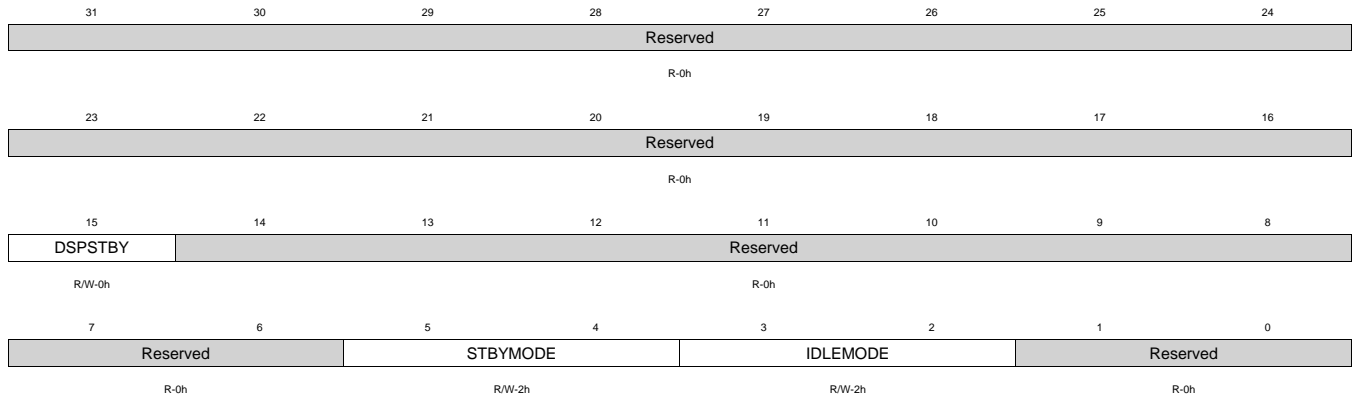 31 30 29 28 27 26 25 24
Reserved
R-0h
23 22 21 20 19 18 17 16
Reserved
R-0h
15 14 13 12 11 10 9 8
DSPSTBY Reserved
R/W-0h R-0h
7 6 5 4 3 2 1 0
Reserved STBYMODE IDLEMODE Reserved
R-0h R/W-2h R/W-2h R-0h